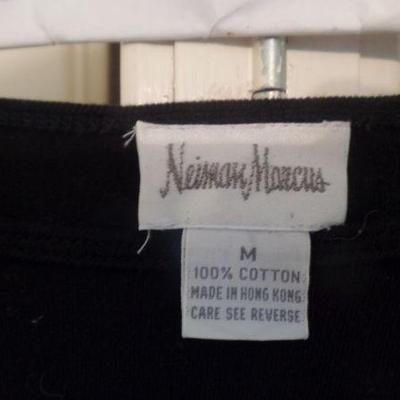 Neiman Marcus
M
100% COTTON
MADE IN HONG KONG
CARE SEE REVERSE